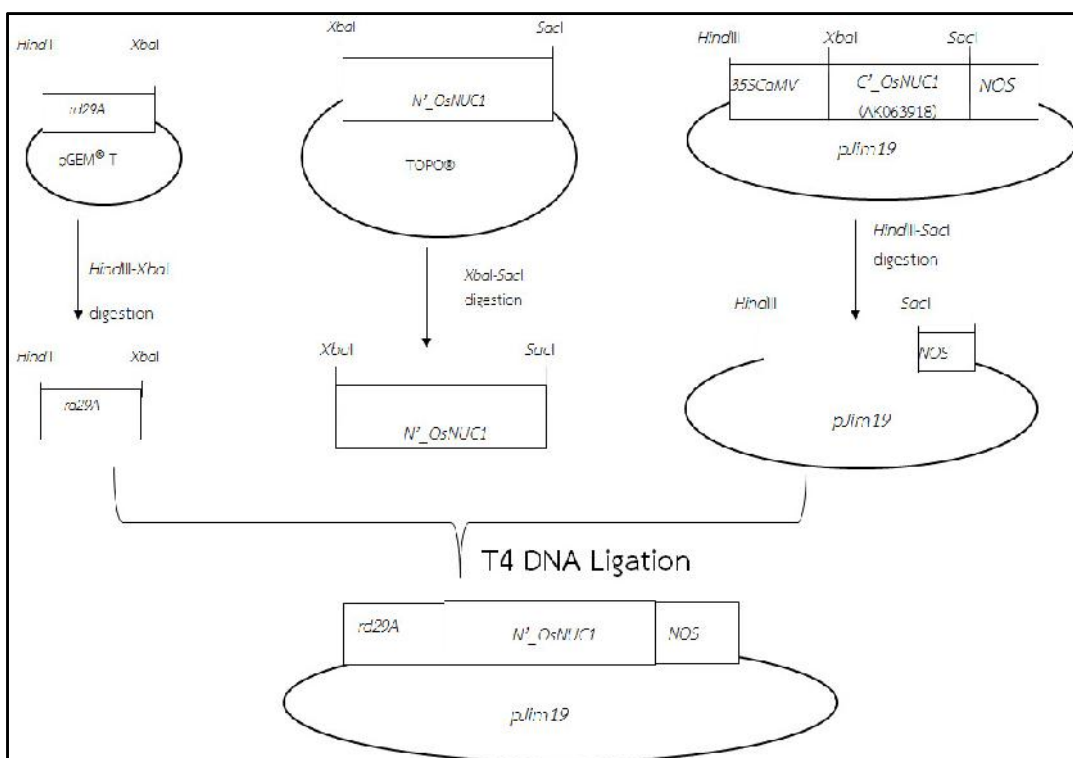 HindIII XbaI
rd29A
pGEM® T
HindIII-XbaI
digestion
HindIII XbaI
rd29A
XbaI SacI
N'_OsNUC1
TOPO®
XbaI-SacI
digestion
XbaI SacI
N'_OsNUC1
HindIII XbaI SacI
35SCaMV C'_OsNUC1 NOS
(AK063918)
pJim19
HindIII-SacI
digestion
HindIII SacI
NOS
pJim19
T4 DNA Ligation
rd29A N'_OsNUC1 NOS
pJim19